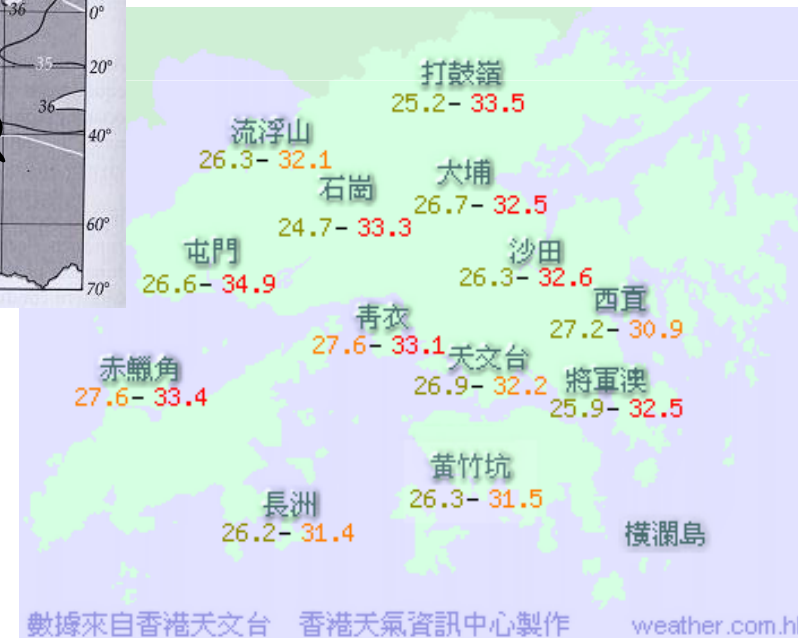 36
0°
35
20°
36
40°
60°
70°
打鼓嶺
25.2- 33.5
流浮山
26.3- 32.1
大埔
26.7- 32.5
石崗
24.7- 33.3
屯門
26.6- 34.9
沙田
26.3- 32.6
西貢
27.2- 30.9
青衣
27.6- 33.1
天文台
26.9- 32.2
赤鱲角
27.6- 33.4
將軍澳
25.9- 32.5
黃竹坑
26.3- 31.5
長洲
26.2- 31.4
橫瀾島
數據來自香港天文台 香港天氣資訊中心製作 weather.com.h